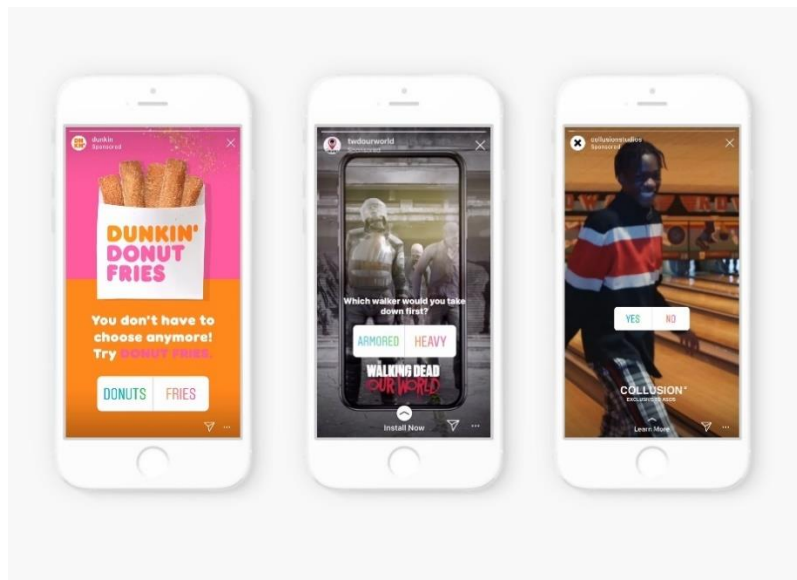 dunkin
Sponsored
DUNKIN'
DONUT
FRIES
You don't have to
choose anymore!
Try DONUT FRIES.
DONUTS FRIES
twdourworld
Sponsored
Which walker would you take
down first?
ARMORED HEAVY
WALKING DEAD
OUR WORLD
Install Now
collusionstudios
Sponsored
YES NO
COLLUSION
Learn More